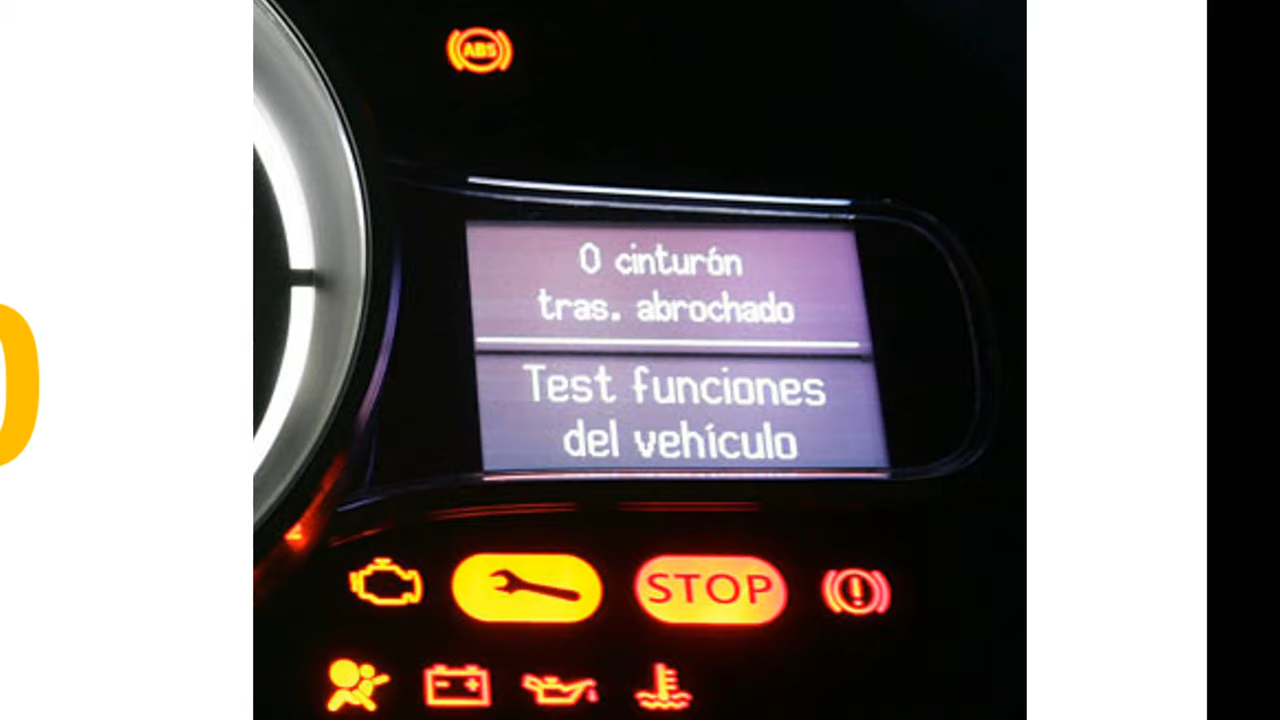 ABS
0 cinturón
tras. abrochado
Test funciones
del vehículo
STOP